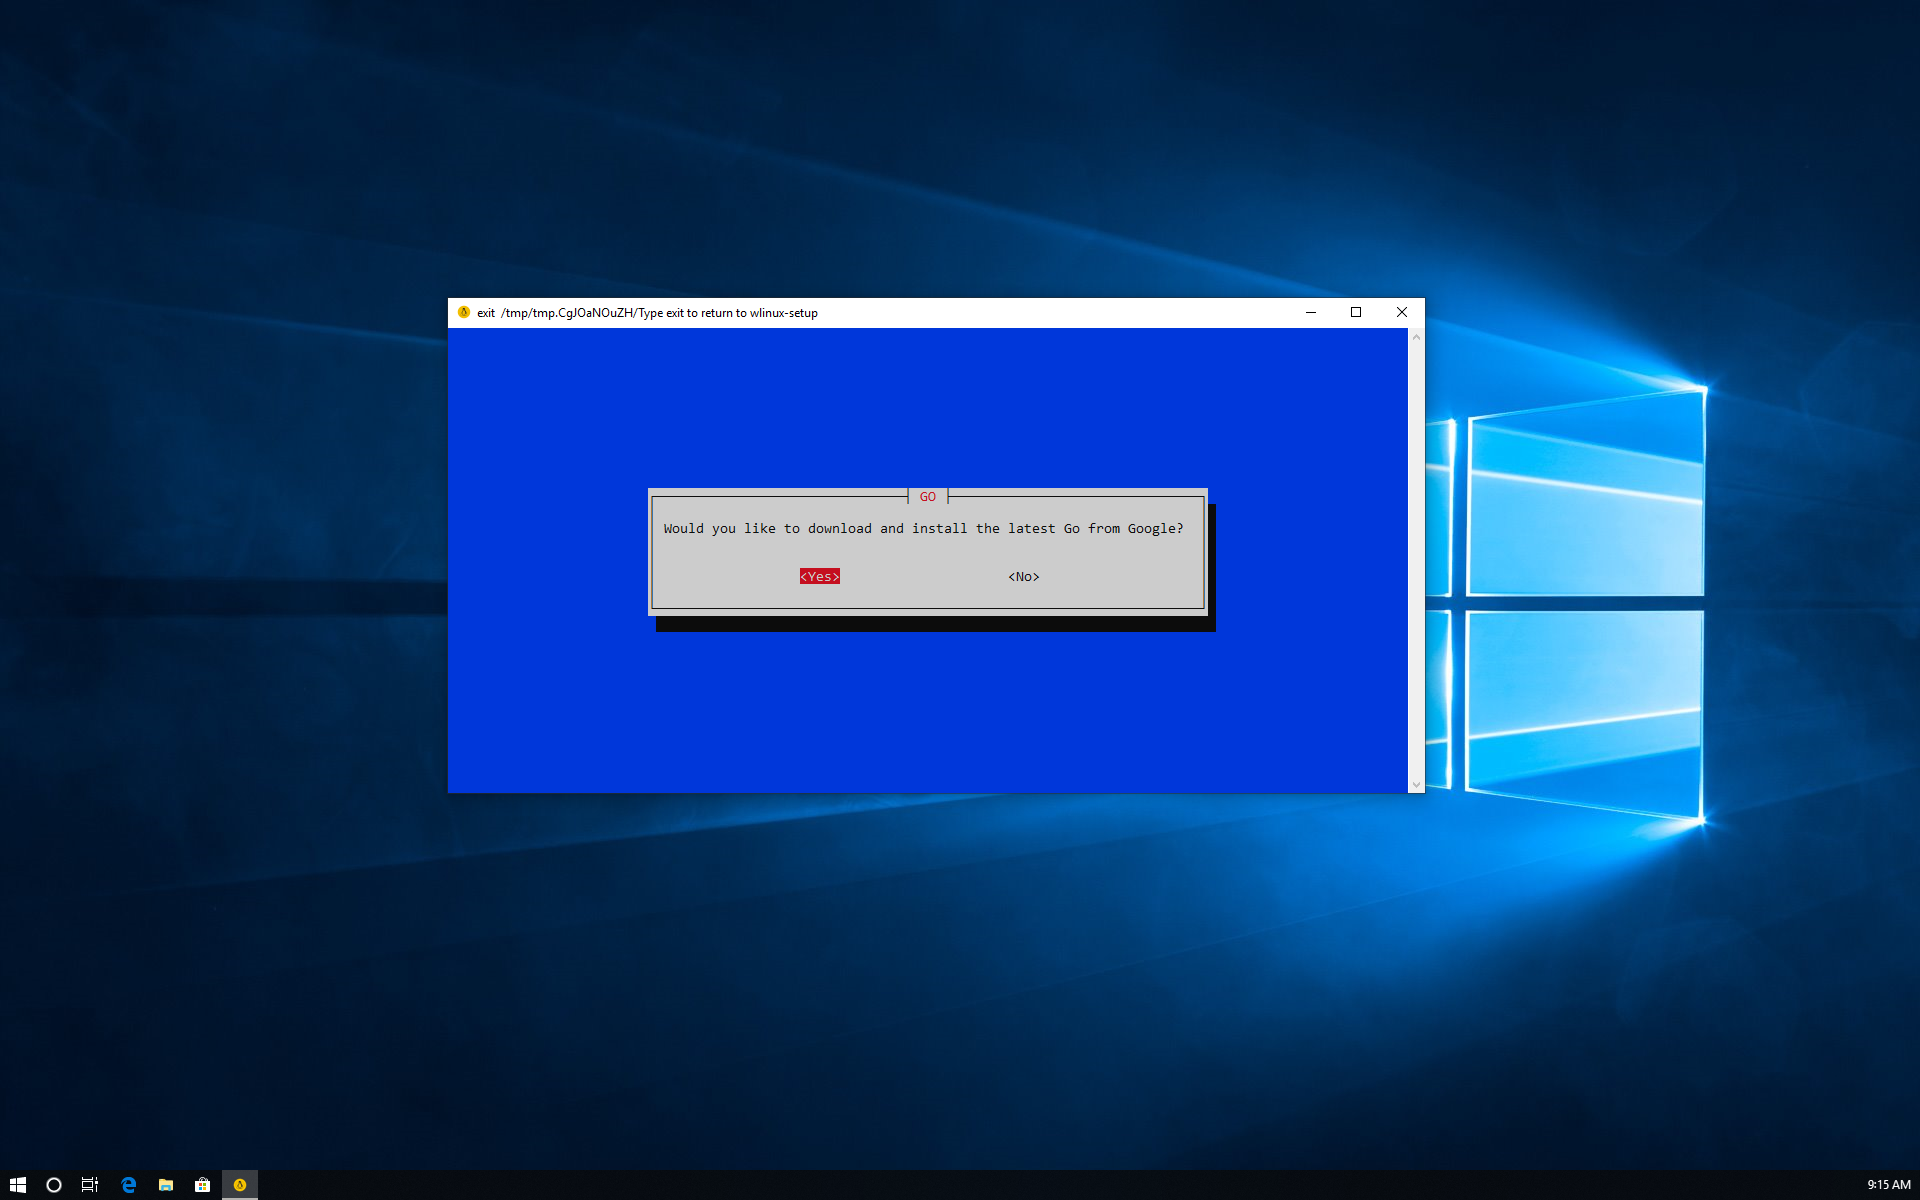 exit /tmp/tmp.CgJOaNOuZH/Type exit to return to wlinux-setup
GO
Would you like to download and install the latest Go from Google?
<Yes> <No>
9:15 AM